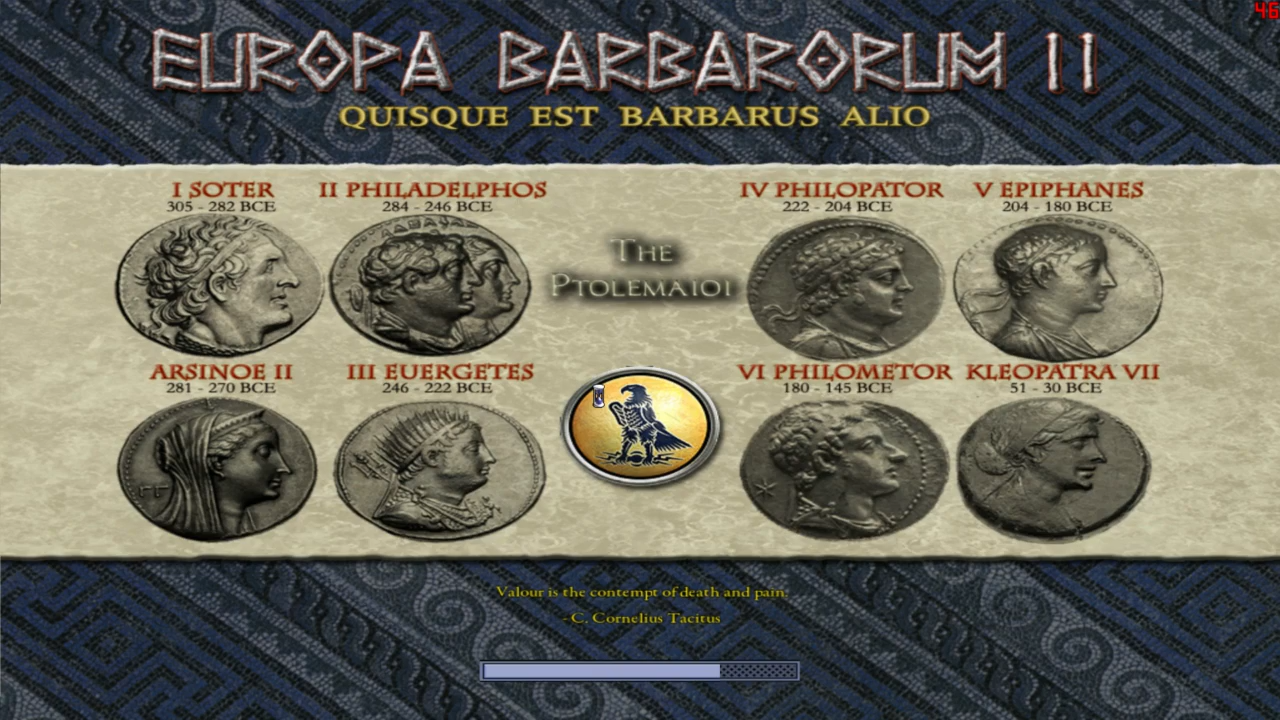 46
EUROPA BARBARORUM II
QUISQUE EST BARBARUS ALIO
I SOTER
305 - 282 BCE
II PHILADELPHOS
284 - 246 BCE
The
Ptolemaioi
IV PHILOPATOR
222 - 204 BCE
V EPIPHANES
204 - 180 BCE
ARSINOE II
281 - 270 BCE
III EUERGETES
246 - 222 BCE
VI PHILOMETOR
180 - 145 BCE
KLEOPATRA VII
51 - 30 BCE
Valour is the contempt of death and pain.
- C. Cornelius Tacitus